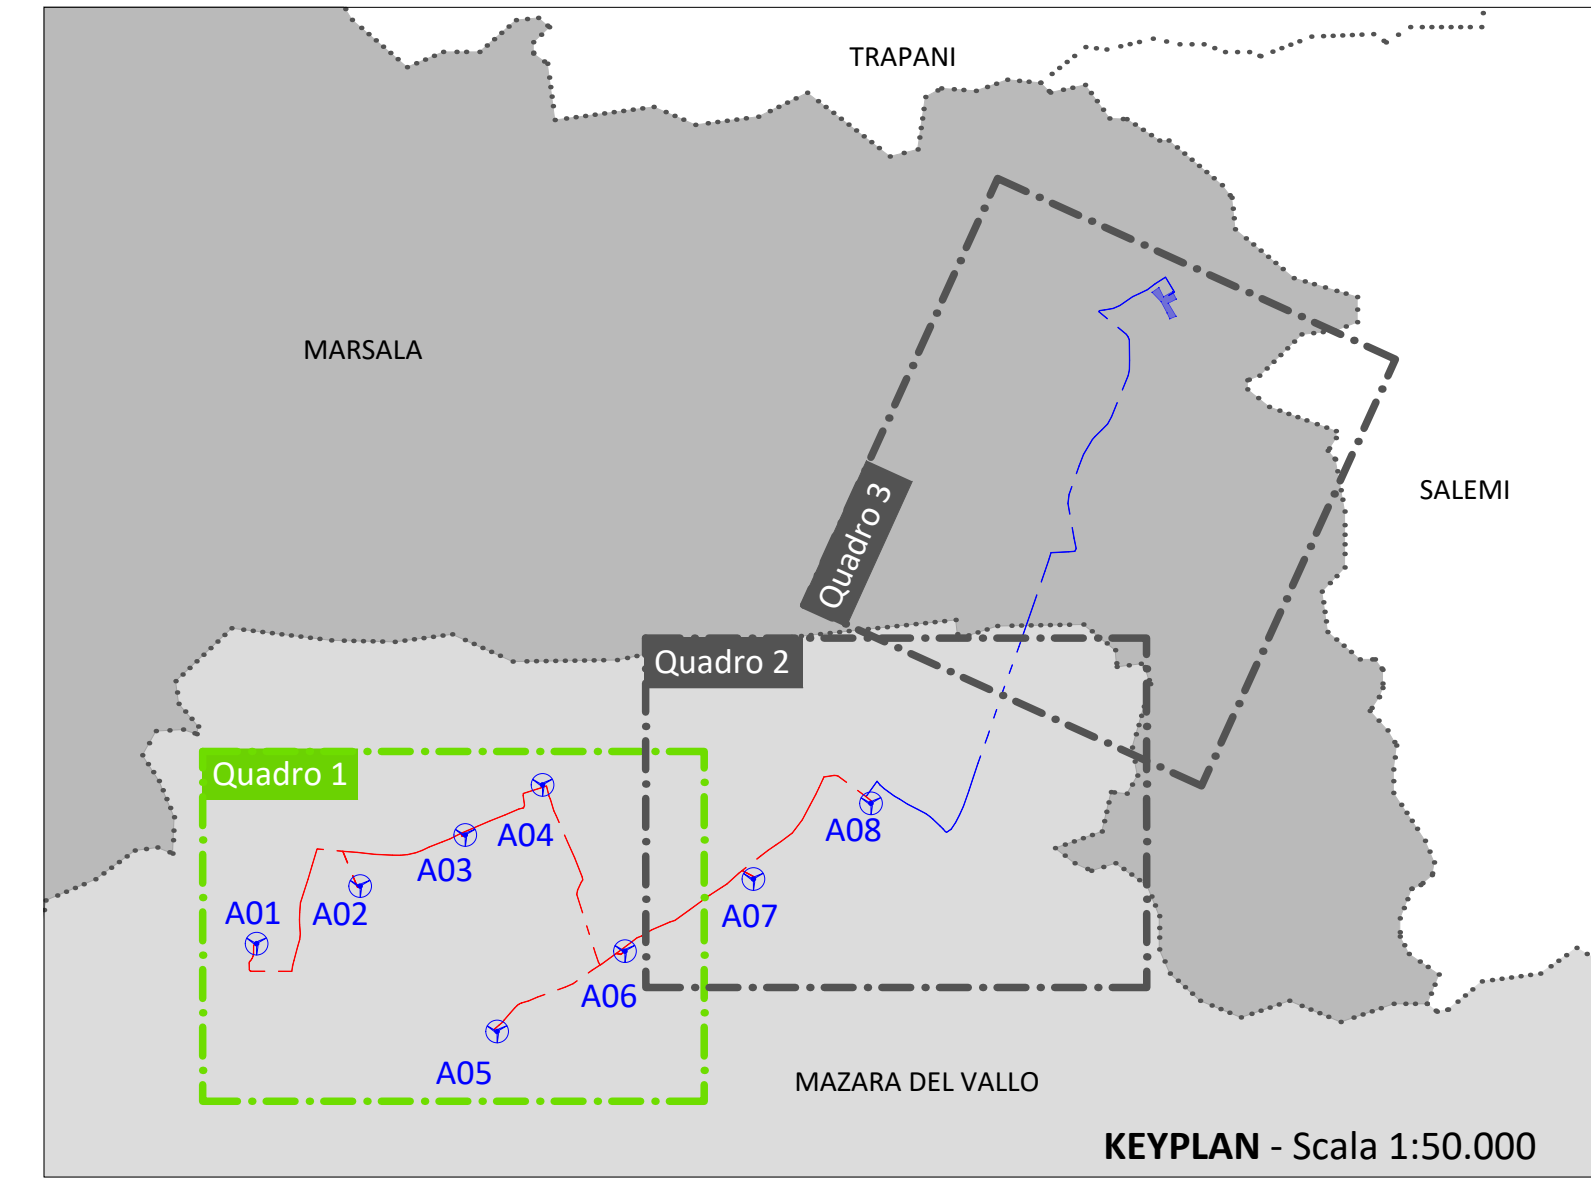 TRAPANI
MARSALA
SALEMI
Quadro 3
Quadro 2
Quadro 1
A04
A08
A03
A01
A02
A07
A06
A05
MAZARA DEL VALLO
KEYPLAN - Scala 1:50.000